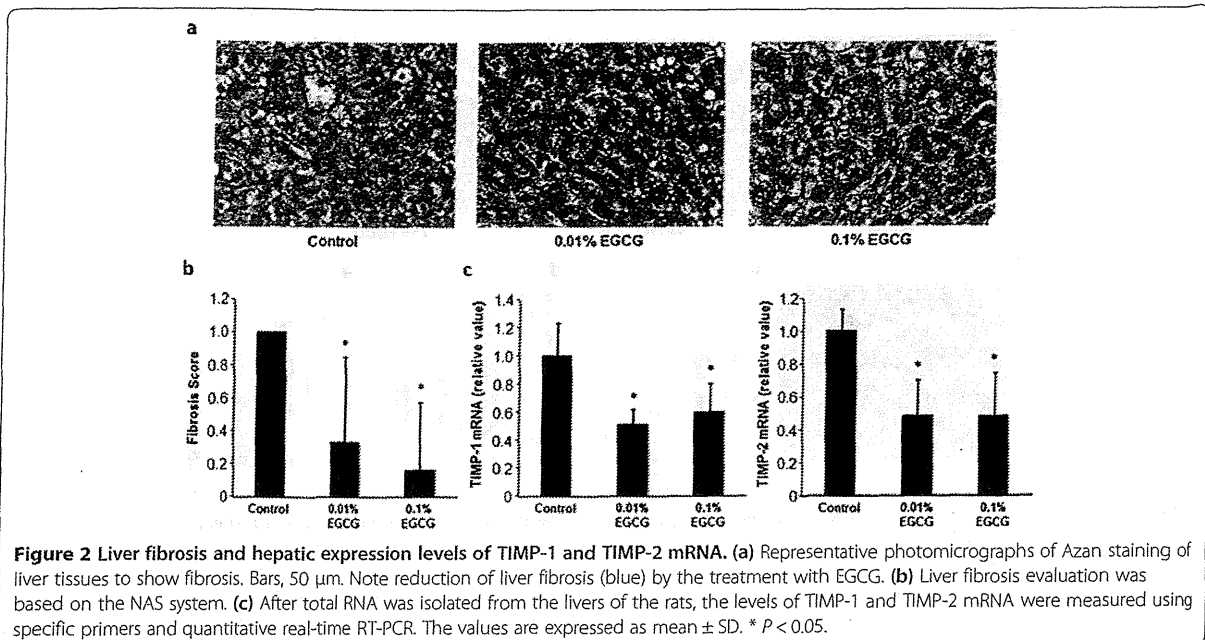 a
Control 0.01% EGCG 0.1% EGCG
b
Fibrosis Score
1.2
1.0
0.8
0.6
0.4
0.2
0
* *
Control 0.01% EGCG 0.1% EGCG
c
TIMP-1 mRNA (relative value)
1.4
1.2
1.0
0.8
0.6
0.4
0.2
0
* *
Control 0.01% EGCG 0.1% EGCG
TIMP-2 mRNA (relative value)
1.2
1.0
0.8
0.6
0.4
0.2
0
* *
Control 0.01% EGCG 0.1% EGCG
Figure 2 Liver fibrosis and hepatic expression levels of TIMP-1 and TIMP-2 mRNA. (a) Representative photomicrographs of Azan staining of
liver tissues to show fibrosis. Bars, 50 μm. Note reduction of liver fibrosis (blue) by the treatment with EGCG. (b) Liver fibrosis evaluation was
based on the NAS system. (c) After total RNA was isolated from the livers of the rats, the levels of TIMP-1 and TIMP-2 mRNA were measured using
specific primers and quantitative real-time RT-PCR. The values are expressed as mean ± SD. * P < 0.05.